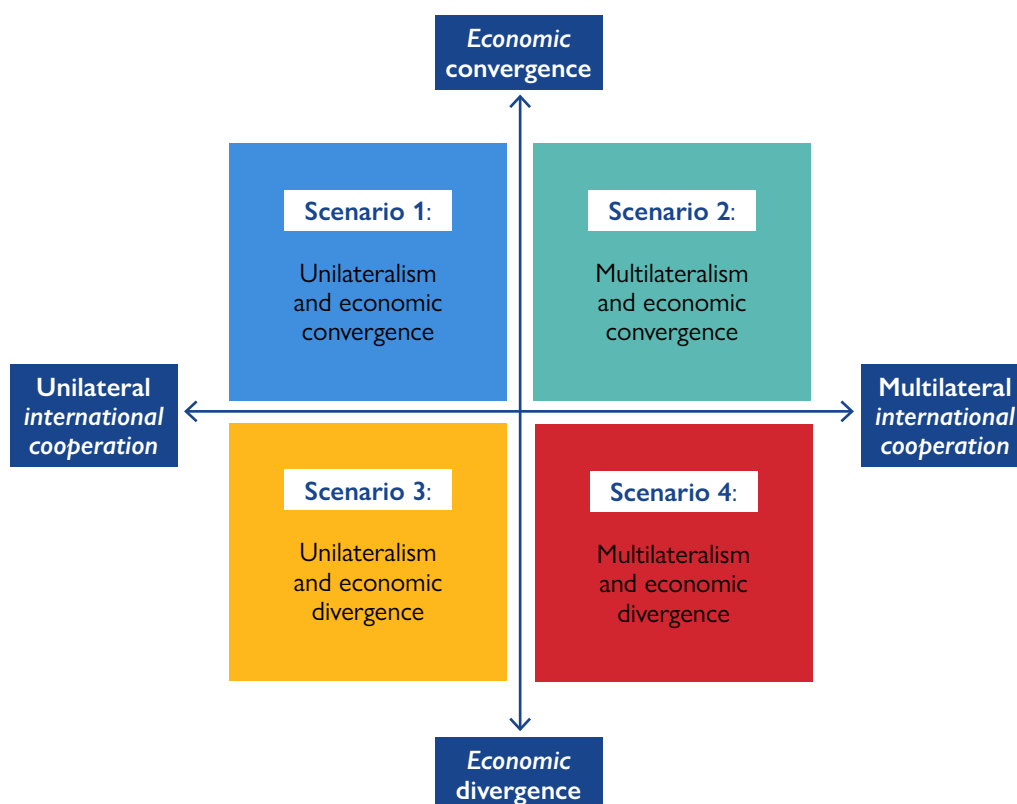 Economic
convergence
Scenario 1:
Unilateralism
and economic
convergence
Scenario 2:
Multilateralism
and economic
convergence
Unilateral
international
cooperation
Multilateral
international
cooperation
Scenario 3:
Unilateralism
and economic
divergence
Scenario 4:
Multilateralism
and economic
divergence
Economic
divergence